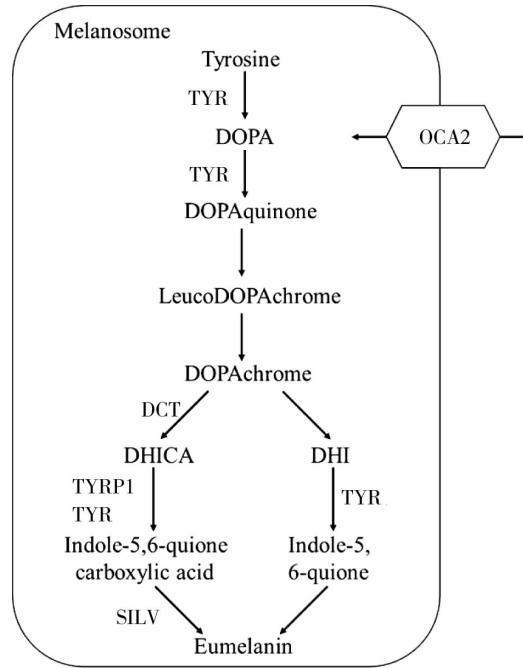 Melanosome
Tyrosine
TYR
DOPA
OCA2
TYR
DOPAquinone
LeucoDOPAchrome
DOPAchrome
DCT
DHICA
DHI
TYRP1
TYR
TYR
Indole-5,6-quione
carboxylic acid
Indole-5,
6-quione
SILV
Eumelanin